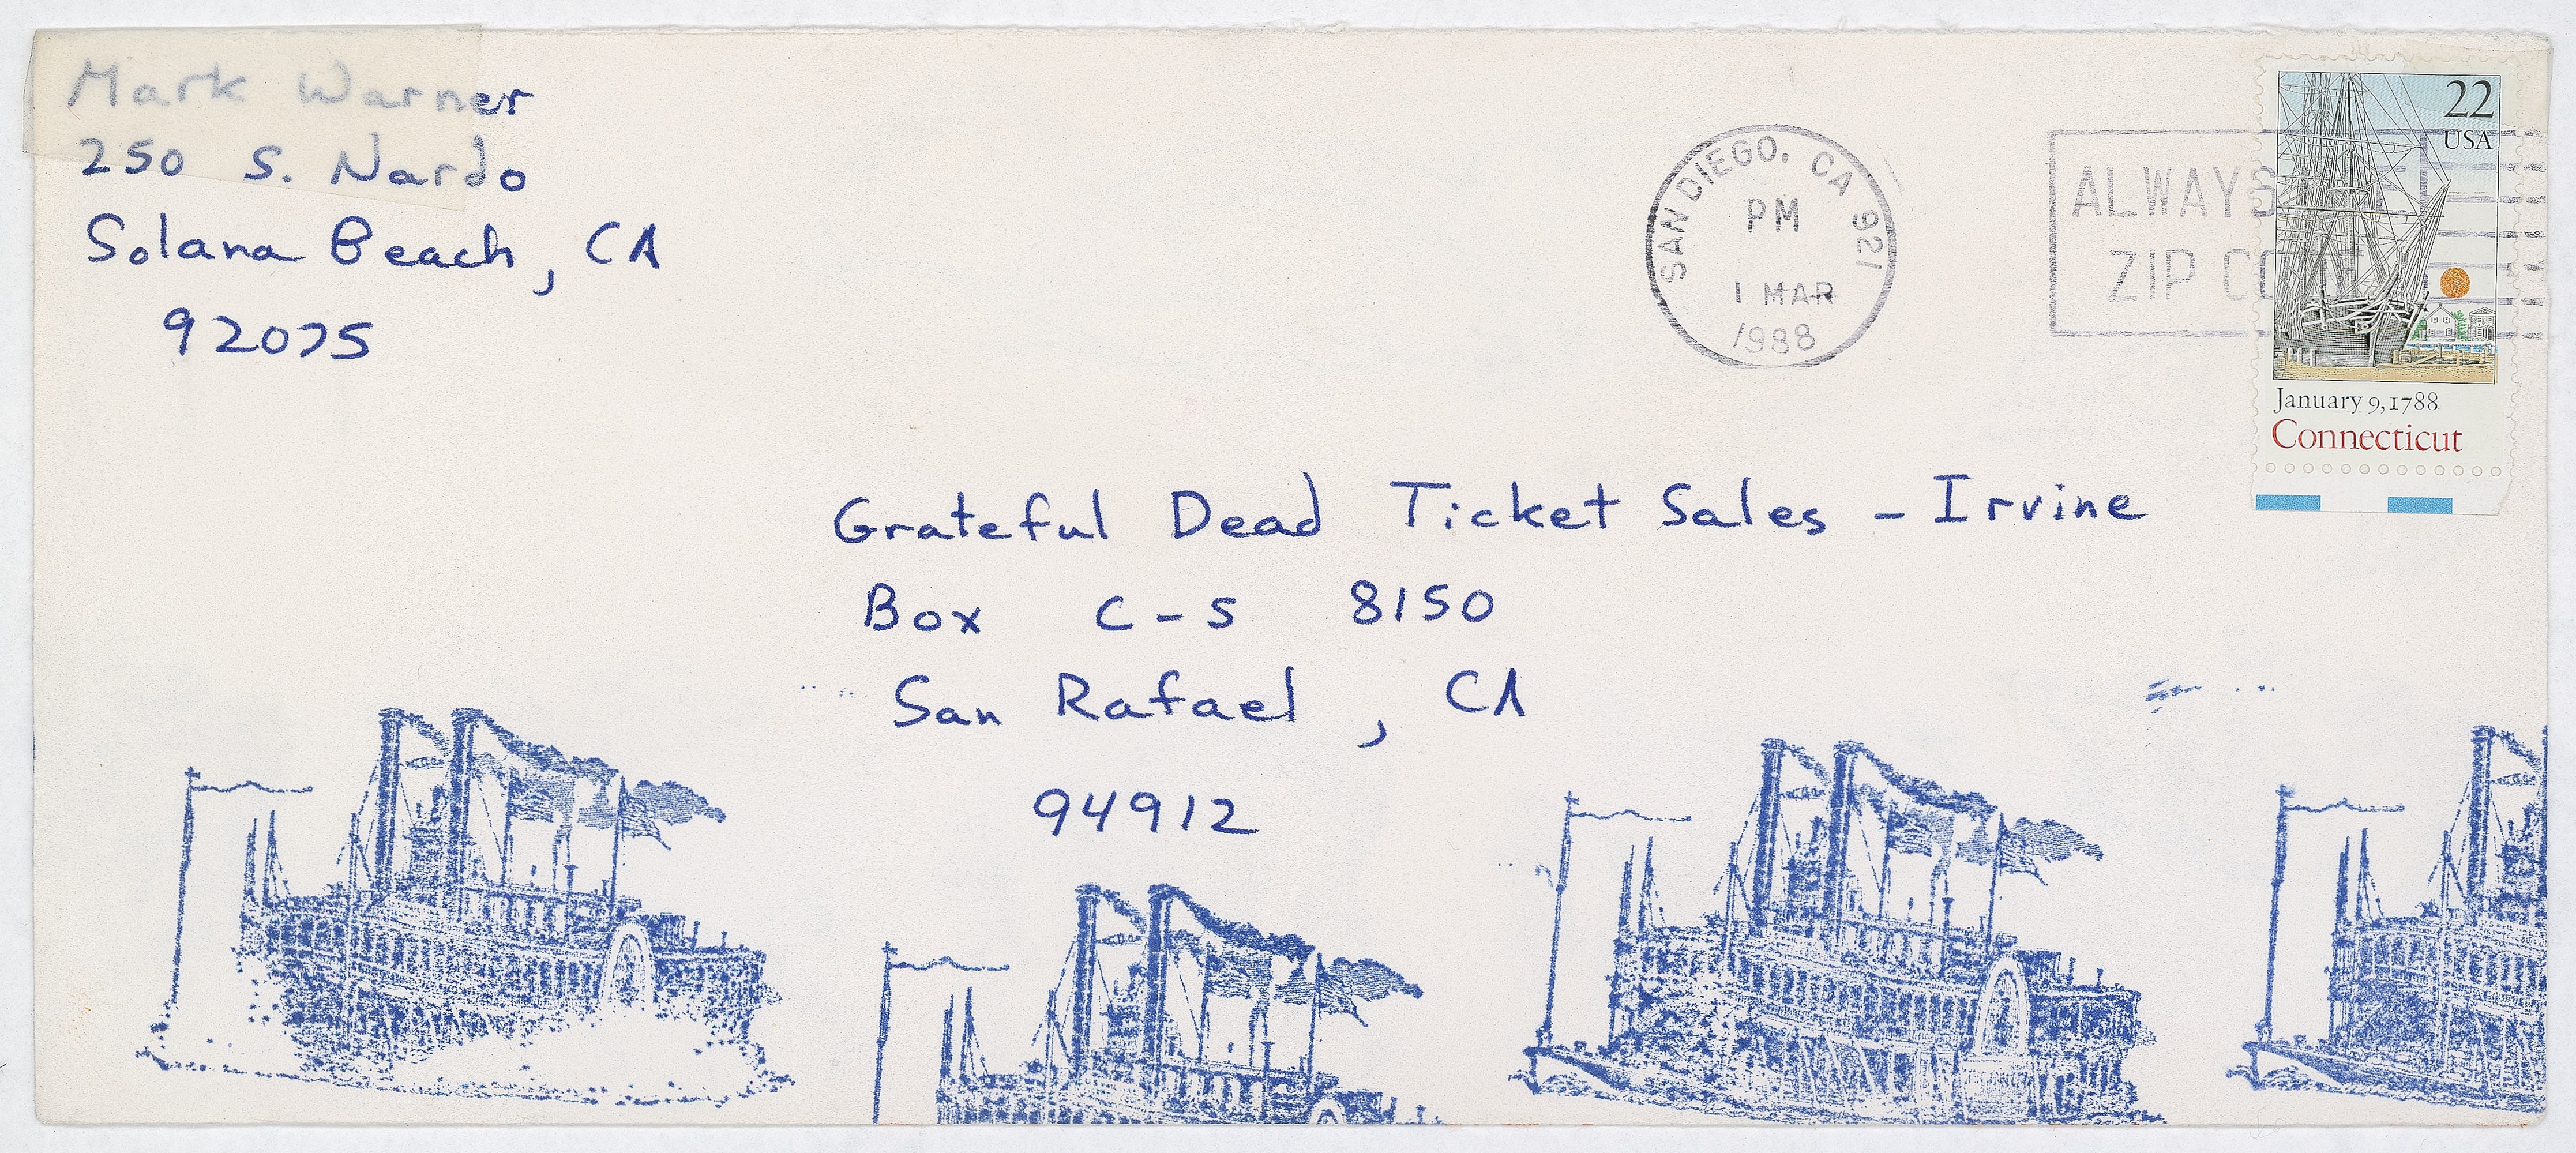 Mark Warner
250 S. Nardo
Solana Beach, CA
92075
SAN DIEGO, CA 921
PM
1 MAR
1988
ALWAYS
ZIP CODE
22
USA
January 9, 1788
Connecticut
Grateful Dead Ticket Sales - Irvine
Box C-S 8150
San Rafael, CA
94912